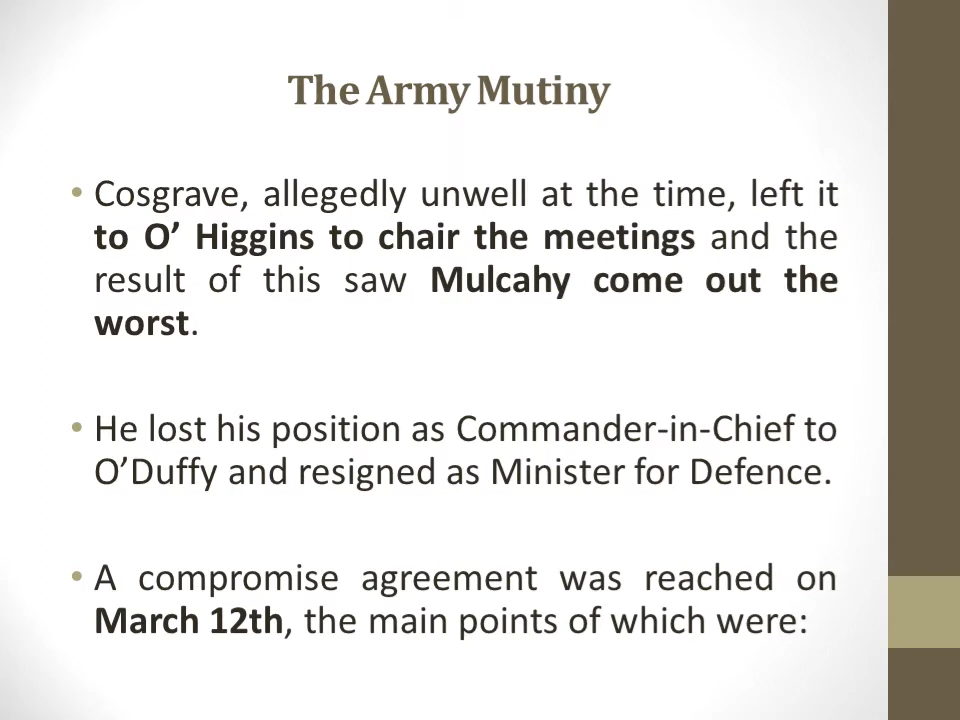 The Army Mutiny
• Cosgrave, allegedly unwell at the time, left it
to O’ Higgins to chair the meetings and the
result of this saw Mulcahy come out the
worst.
• He lost his position as Commander-in-Chief to
O’Duffy and resigned as Minister for Defence.
• A compromise agreement was reached on
March 12th, the main points of which were: